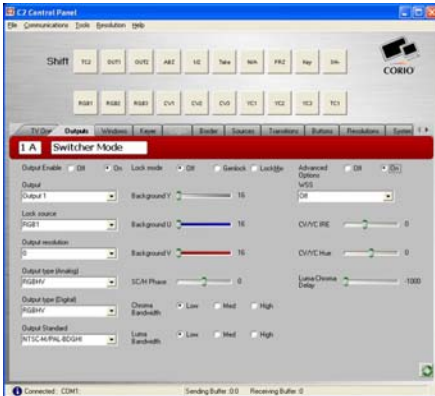 C2 Control Panel
File Communications Tools Resolution Help
Shift TC2 OUT1 OUT2 ABZ 1/2 Take N/A FRZ Key
CORIO
RGB1 RGB2 RGB3 CV1 CV2 CV3 YC1 YC2 YC3 TC1
TV One Outputs Windows Keyer Border Sources Transitions Buttons Resolutions System
1 A Switcher Mode
Output Enable Off On Lock mode Off Genlock Advanced Options Off On
Output
Output 1
Background Y 16
WSS
Off
Lock source
RGB1
Background U 16
CV/YC IRE 0
Output resolution
0
Background V 16
CV/YC Hue 0
Output type (Analog)
RGBHV
SC/H Phase 0
Luma-Chroma Delay -1000
Output type (Digital)
RGBHV
Chroma Bandwidth Low Med High
Output Standard
NTSC-M/PAL-BDGHI
Luma Bandwidth Low Med High
Connected: COM1: Sending Buffer :0:0 Receiving Buffer :0